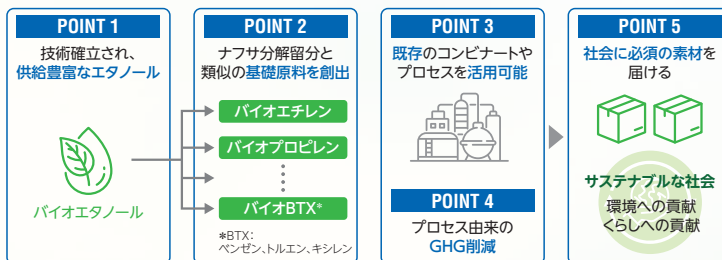 POINT 1
技術確立され、
供給豊富なエタノール
バイオエタノール
POINT 2
ナフサ分解留分と
類似の基礎原料を創出
バイオエチレン
バイオプロピレン
バイオBTX*
*BTX：
ベンゼン、トルエン、キシレン
POINT 3
既存のコンビナートや
プロセスを活用可能
POINT 4
プロセス由来の
GHG削減
POINT 5
社会に必須の素材を
届ける
サステナブルな社会
環境への貢献
くらしへの貢献